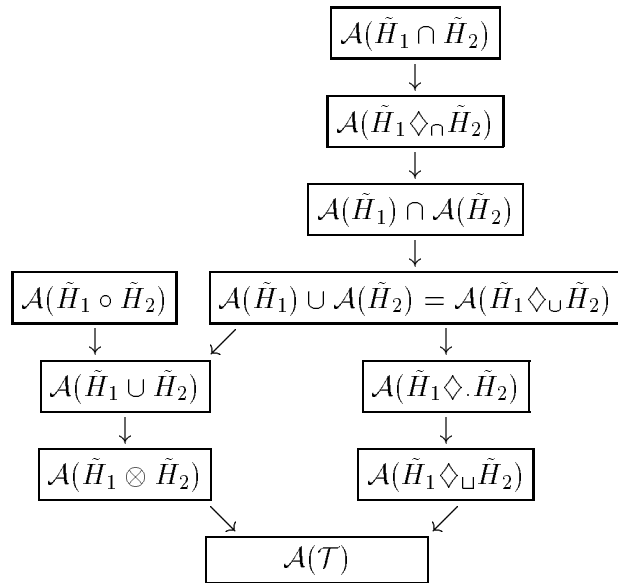 𝒜(H̃₁ ∩ H̃₂)
𝒜(H̃₁◇∩H̃₂)
𝒜(H̃₁) ∩ 𝒜(H̃₂)
𝒜(H̃₁ ∘ H̃₂)
𝒜(H̃₁) ∪ 𝒜(H̃₂) = 𝒜(H̃₁◇∪H̃₂)
𝒜(H̃₁ ∪ H̃₂)
𝒜(H̃₁◇.H̃₂)
𝒜(H̃₁ ⊗ H̃₂)
𝒜(H̃₁◇⊔H̃₂)
𝒜(𝒯)